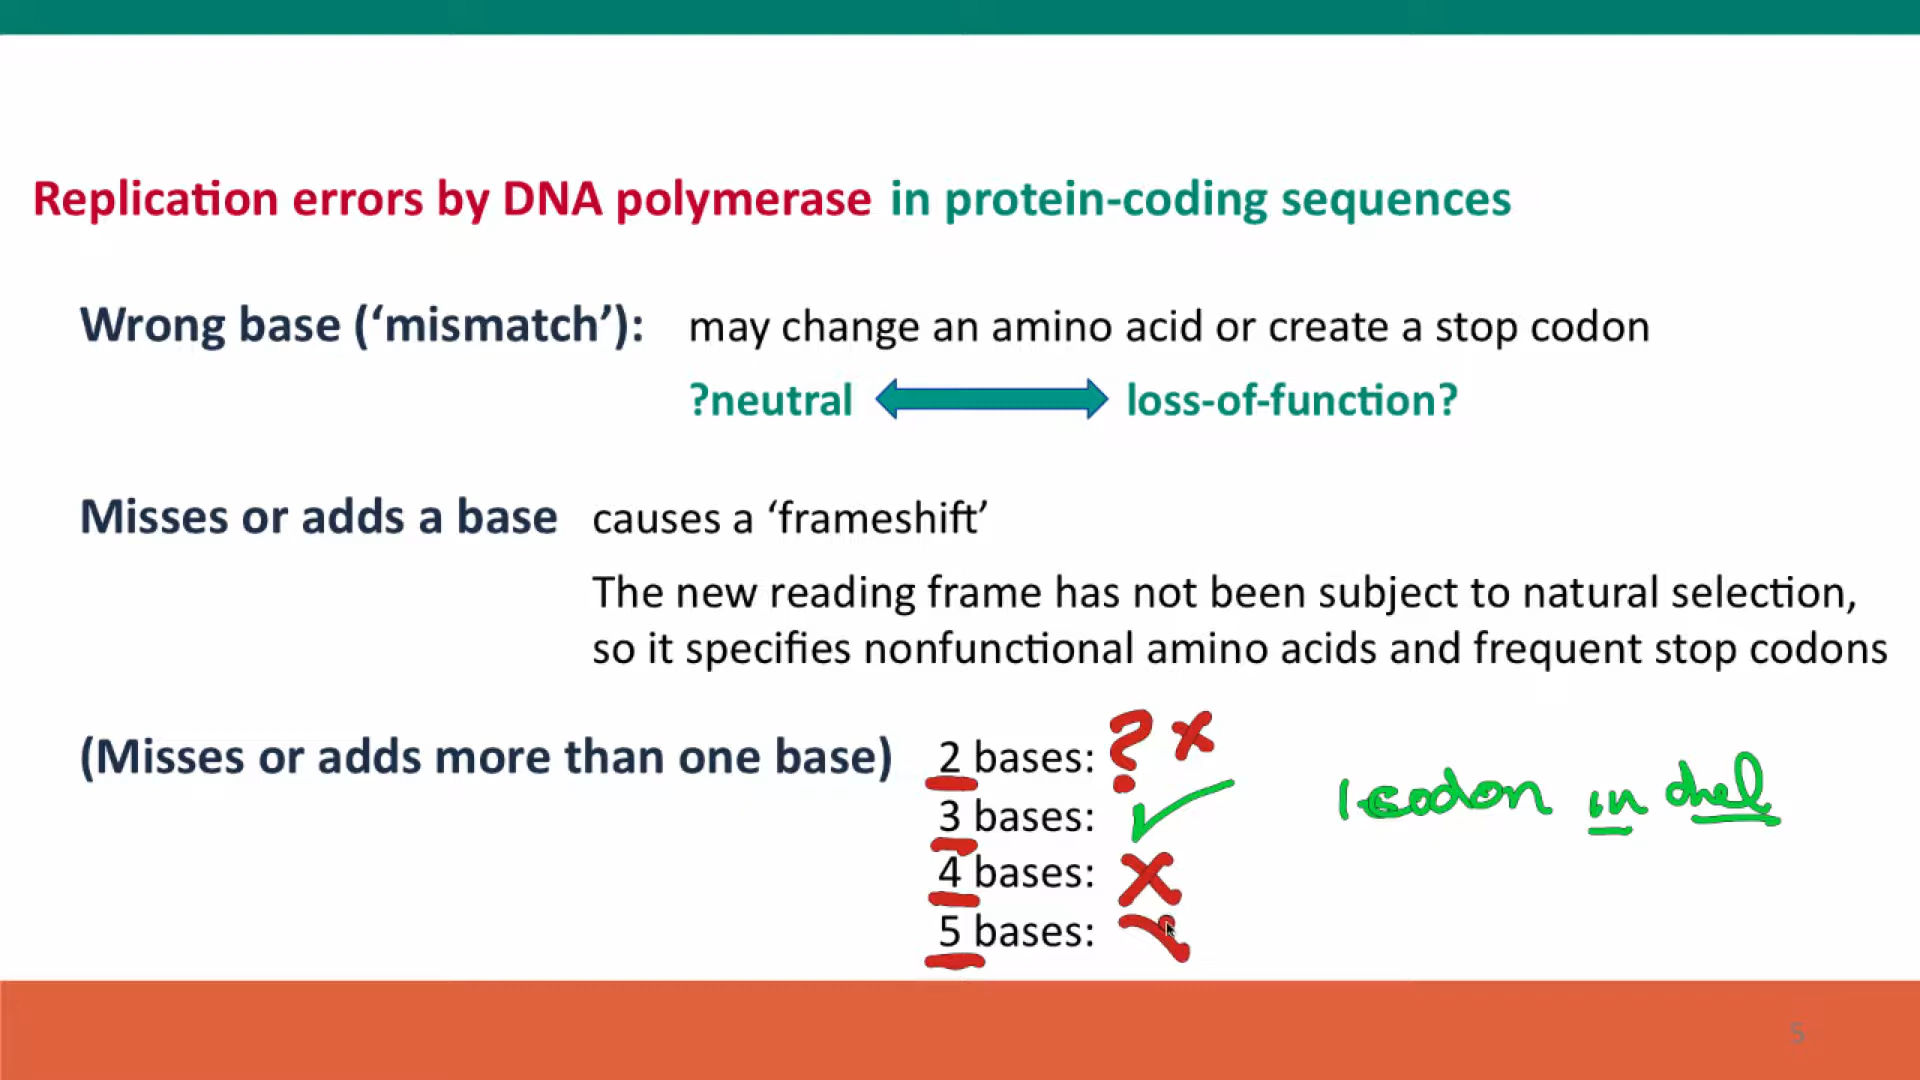 Replication errors by DNA polymerase in protein-coding sequences
Wrong base (‘mismatch’): may change an amino acid or create a stop codon
?neutral loss-of-function?
Misses or adds a base causes a ‘frameshift’
The new reading frame has not been subject to natural selection,
so it specifies nonfunctional amino acids and frequent stop codons
(Misses or adds more than one base) 2 bases: ? x
3 bases: ✓ 1-codon in
4 bases: x
5 bases:
5